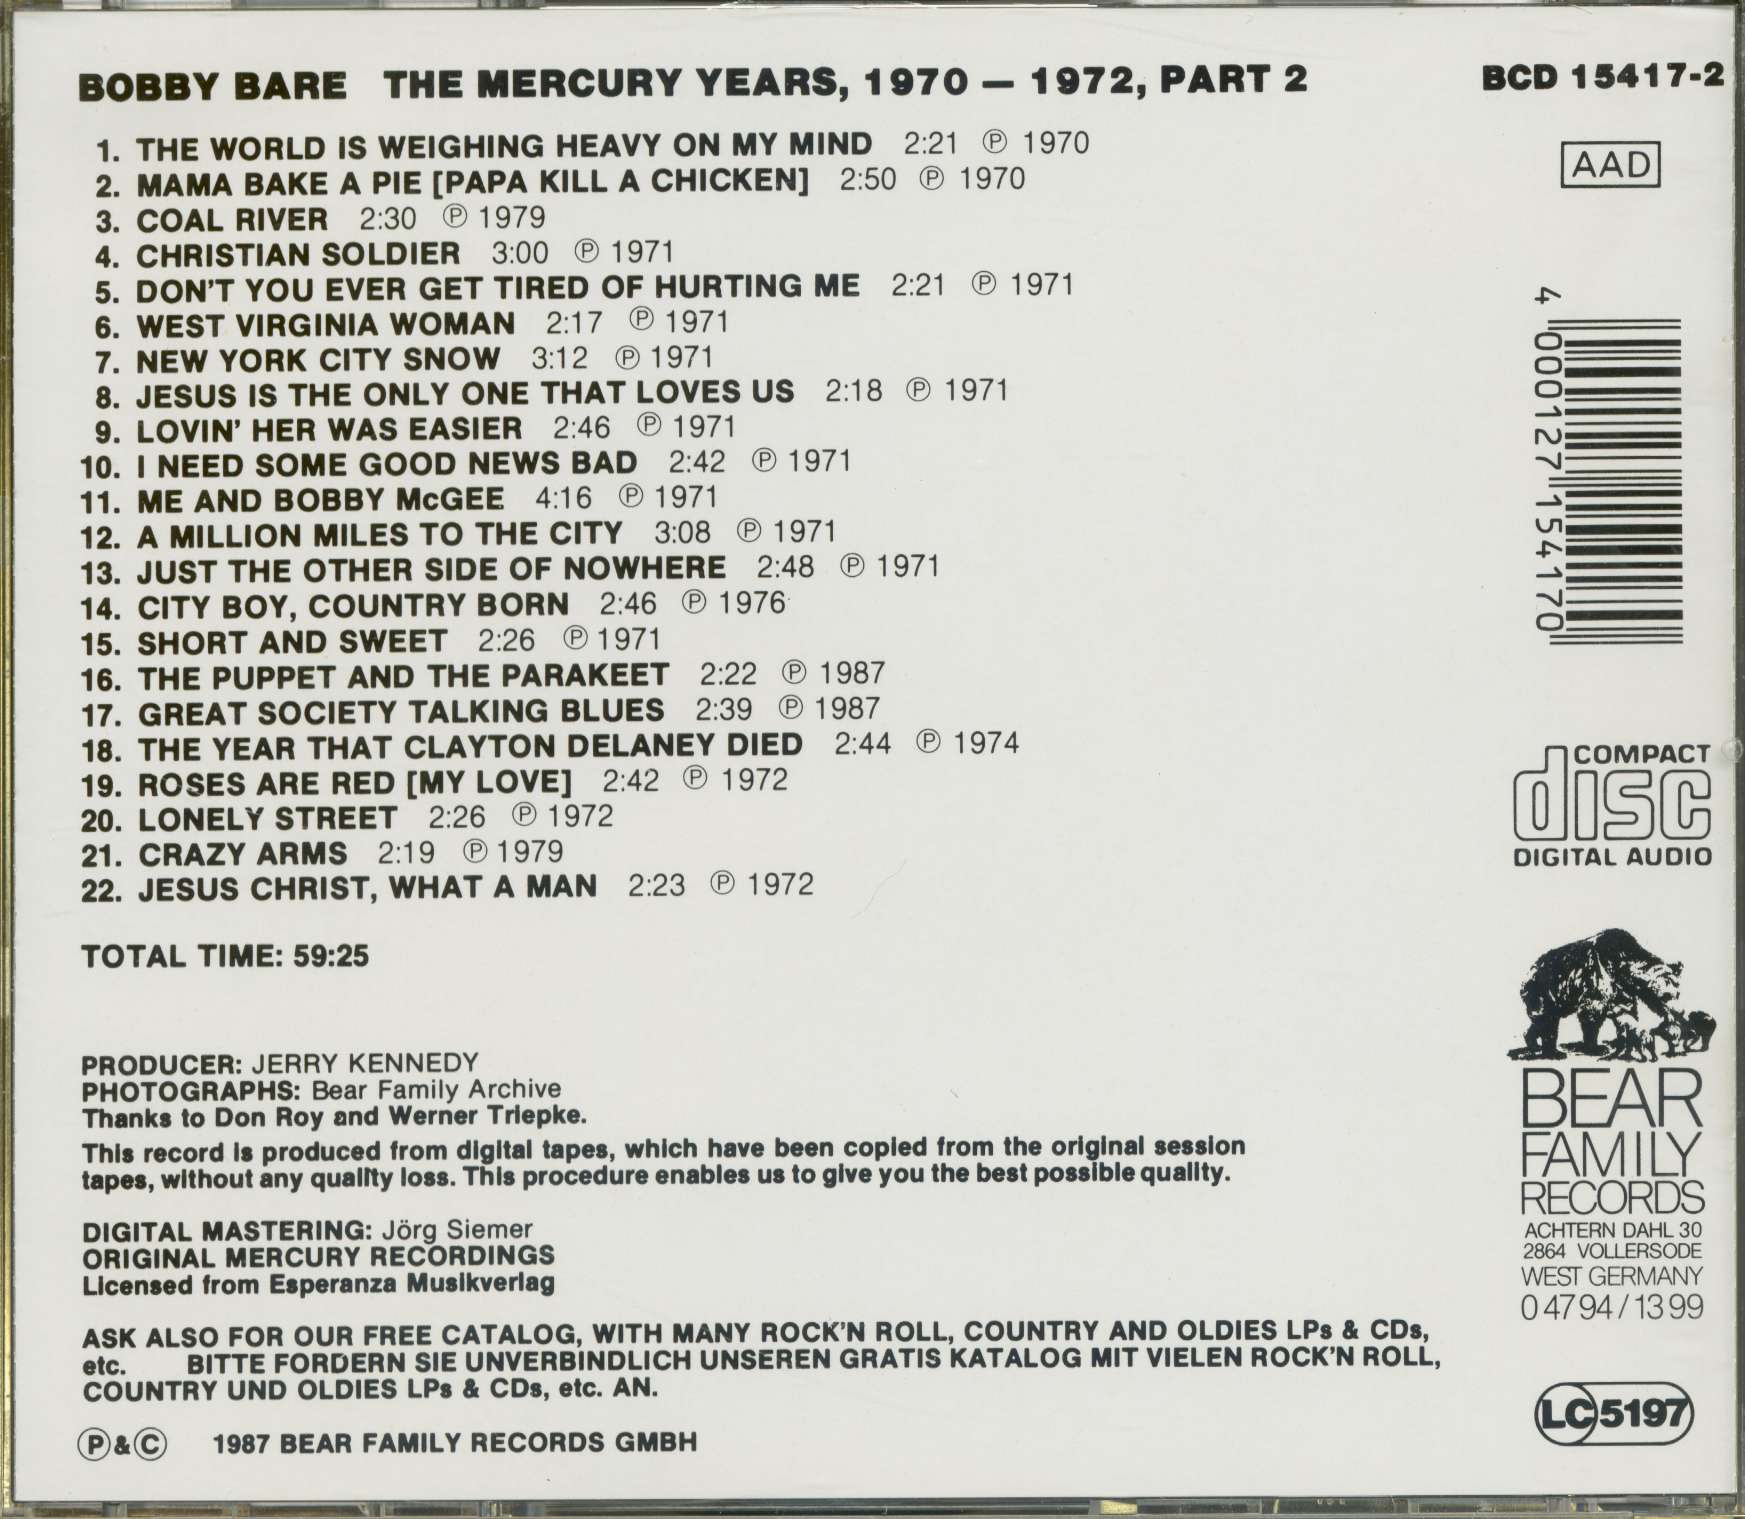 BOBBY BARE THE MERCURY YEARS, 1970 — 1972, PART 2
BCD 15417-2
AAD
1. THE WORLD IS WEIGHING HEAVY ON MY MIND 2:21 Ⓟ 1970
2. MAMA BAKE A PIE [PAPA KILL A CHICKEN] 2:50 Ⓟ 1970
3. COAL RIVER 2:30 Ⓟ 1979
4. CHRISTIAN SOLDIER 3:00 Ⓟ 1971
5. DON'T YOU EVER GET TIRED OF HURTING ME 2:21 Ⓟ 1971
6. WEST VIRGINIA WOMAN 2:17 Ⓟ 1971
7. NEW YORK CITY SNOW 3:12 Ⓟ 1971
8. JESUS IS THE ONLY ONE THAT LOVES US 2:18 Ⓟ 1971
9. LOVIN' HER WAS EASIER 2:46 Ⓟ 1971
10. I NEED SOME GOOD NEWS BAD 2:42 Ⓟ 1971
11. ME AND BOBBY McGEE 4:16 Ⓟ 1971
12. A MILLION MILES TO THE CITY 3:08 Ⓟ 1971
13. JUST THE OTHER SIDE OF NOWHERE 2:48 Ⓟ 1971
14. CITY BOY, COUNTRY BORN 2:46 Ⓟ 1976
15. SHORT AND SWEET 2:26 Ⓟ 1971
16. THE PUPPET AND THE PARAKEET 2:22 Ⓟ 1987
17. GREAT SOCIETY TALKING BLUES 2:39 Ⓟ 1987
18. THE YEAR THAT CLAYTON DELANEY DIED 2:44 Ⓟ 1974
19. ROSES ARE RED [MY LOVE] 2:42 Ⓟ 1972
20. LONELY STREET 2:26 Ⓟ 1972
21. CRAZY ARMS 2:19 Ⓟ 1979
22. JESUS CHRIST, WHAT A MAN 2:23 Ⓟ 1972
TOTAL TIME: 59:25
PRODUCER: JERRY KENNEDY
PHOTOGRAPHS: Bear Family Archive
Thanks to Don Roy and Werner Triepke.
This record is produced from digital tapes, which have been copied from the original session
tapes, without any quality loss. This procedure enables us to give you the best possible quality.
DIGITAL MASTERING: Jörg Siemer
ORIGINAL MERCURY RECORDINGS
Licensed from Esperanza Musikverlag
ASK ALSO FOR OUR FREE CATALOG, WITH MANY ROCK'N ROLL, COUNTRY AND OLDIES LPs & CDs,
etc. BITTE FORDERN SIE UNVERBINDLICH UNSEREN GRATIS KATALOG MIT VIELEN ROCK'N ROLL,
COUNTRY UND OLDIES LPs & CDs, etc. AN.
Ⓟ&Ⓒ 1987 BEAR FAMILY RECORDS GMBH
4 000127 154170
COMPACT
disc
DIGITAL AUDIO
BEAR
FAMILY
RECORDS
ACHTERN DAHL 30
2864 VOLLERSODE
WEST GERMANY
0 47 94 / 13 99
LC 5197